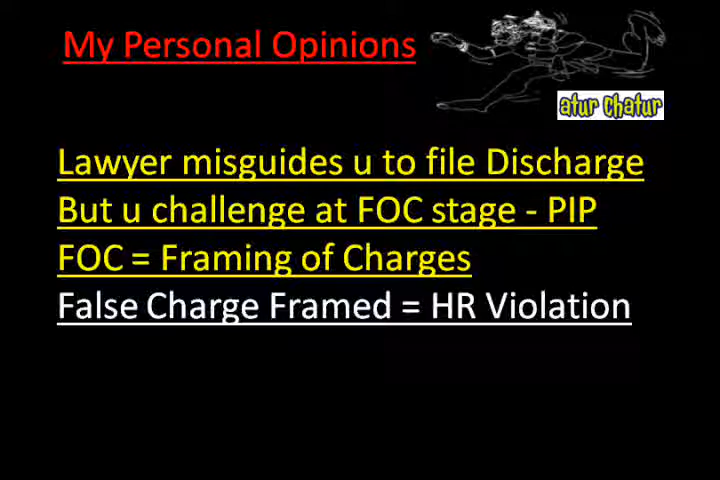 My Personal Opinions
atur chatur
Lawyer misguides u to file Discharge
But u challenge at FOC stage - PIP
FOC = Framing of Charges
False Charge Framed = HR Violation